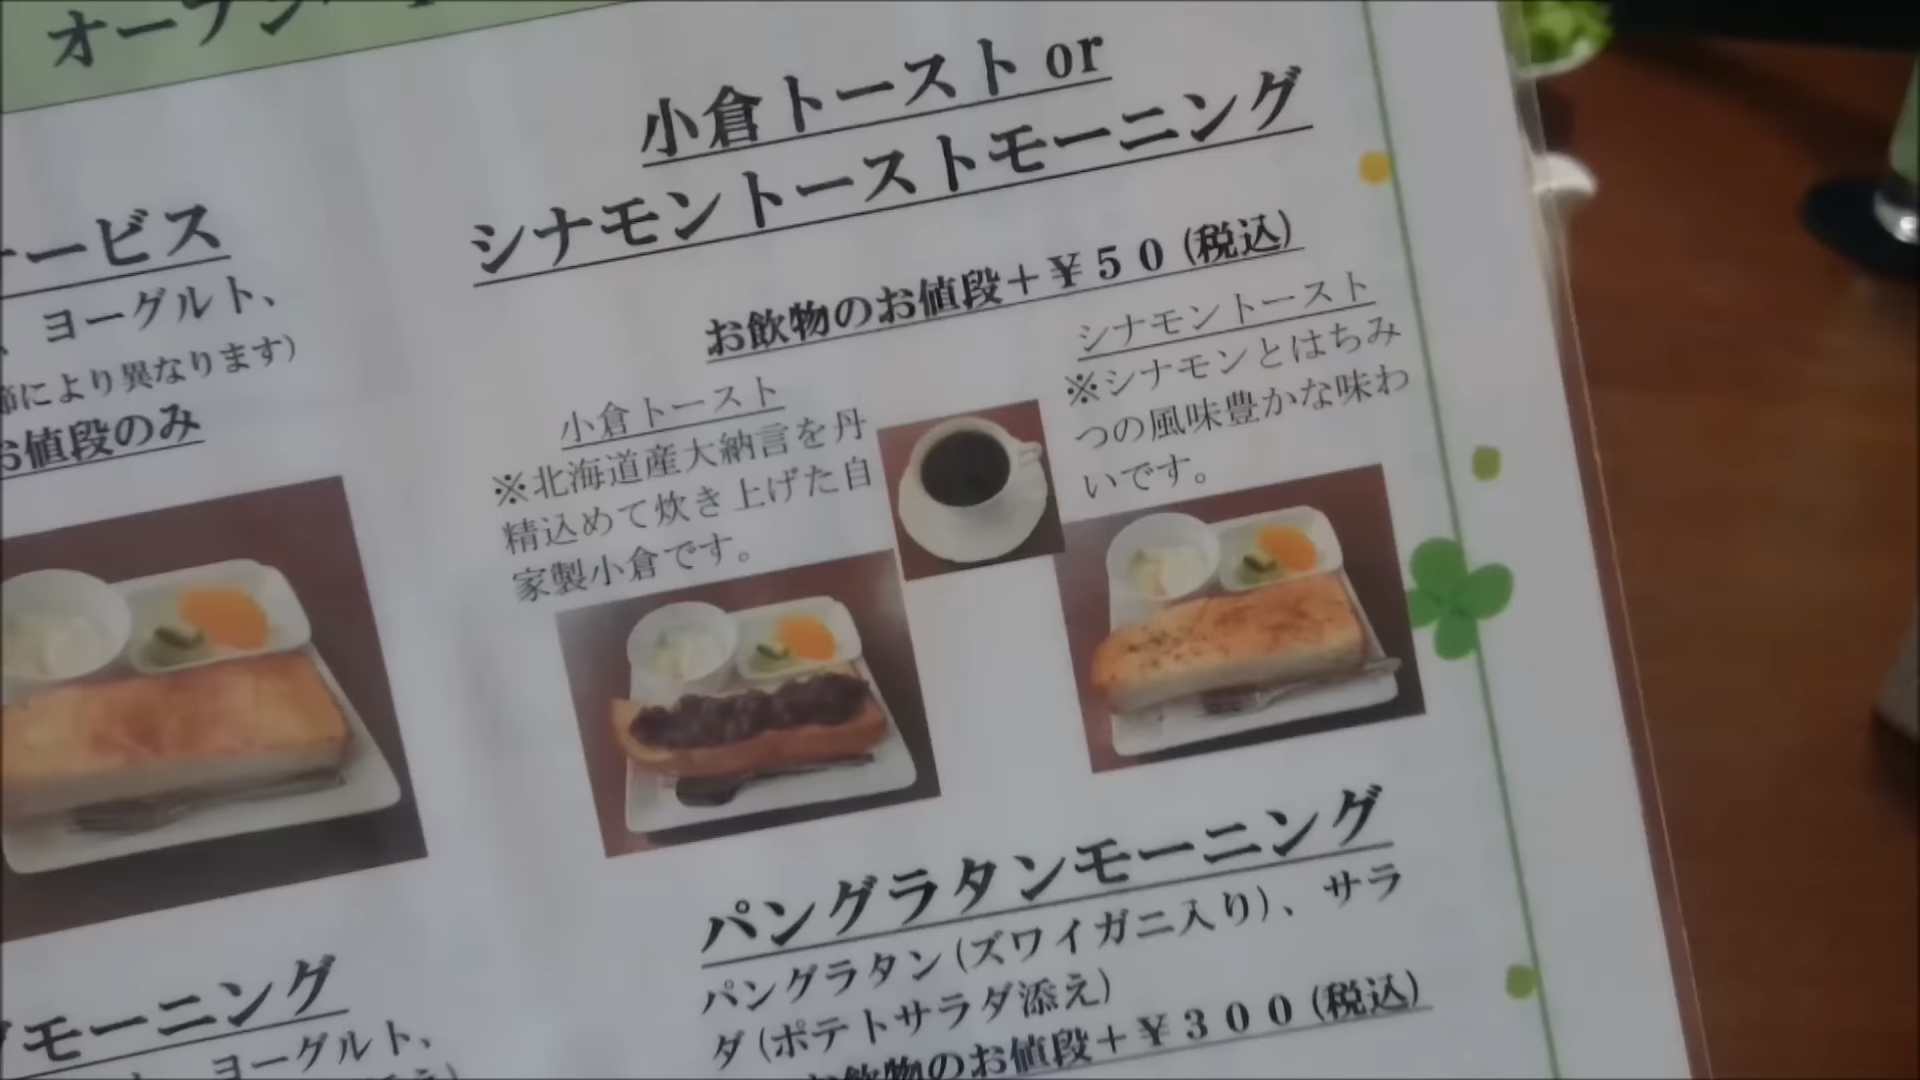 オープン
ービス
ヨーグルト、
により異なります)
お値段のみ
モーニング
ヨーグルト、
小倉トースト or
シナモントーストモーニング
お飲物のお値段＋￥５０(税込)
小倉トースト
※北海道産大納言を丹
精込めて炊き上げた自
家製小倉です。
シナモントースト
※シナモンとはちみ
つの風味豊かな味わ
いです。
パングラタンモーニング
パングラタン(ズワイガニ入り)、サラ
ダ(ポテトサラダ添え)
お飲物のお値段＋￥３００(税込)